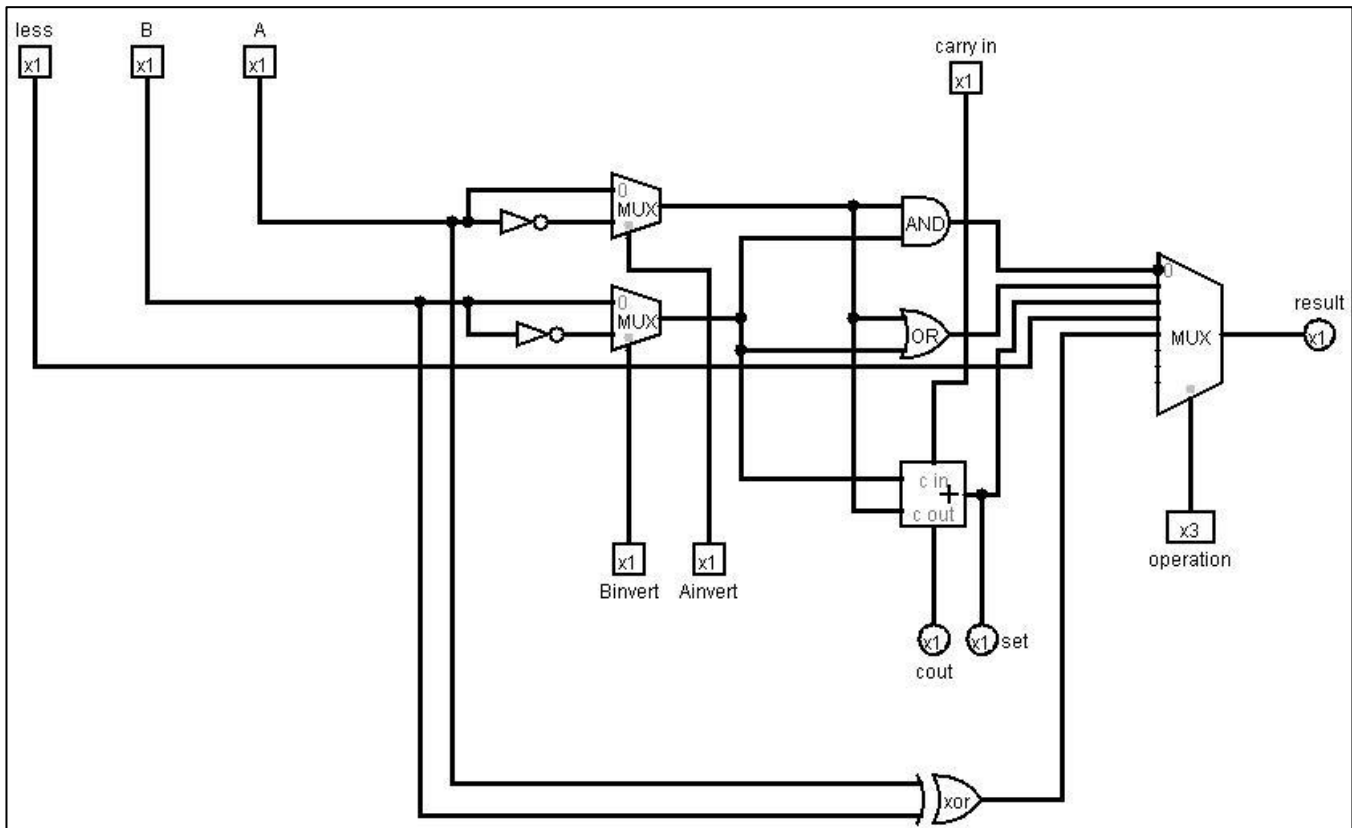 less
B
A
carry in
x1
x1
x1
x1
0
MUX
AND
0
MUX
0
MUX
OR
result
x1
c in
+
c out
x3
operation
x1
x1
Binvert
Ainvert
x1
x1
set
cout
xor